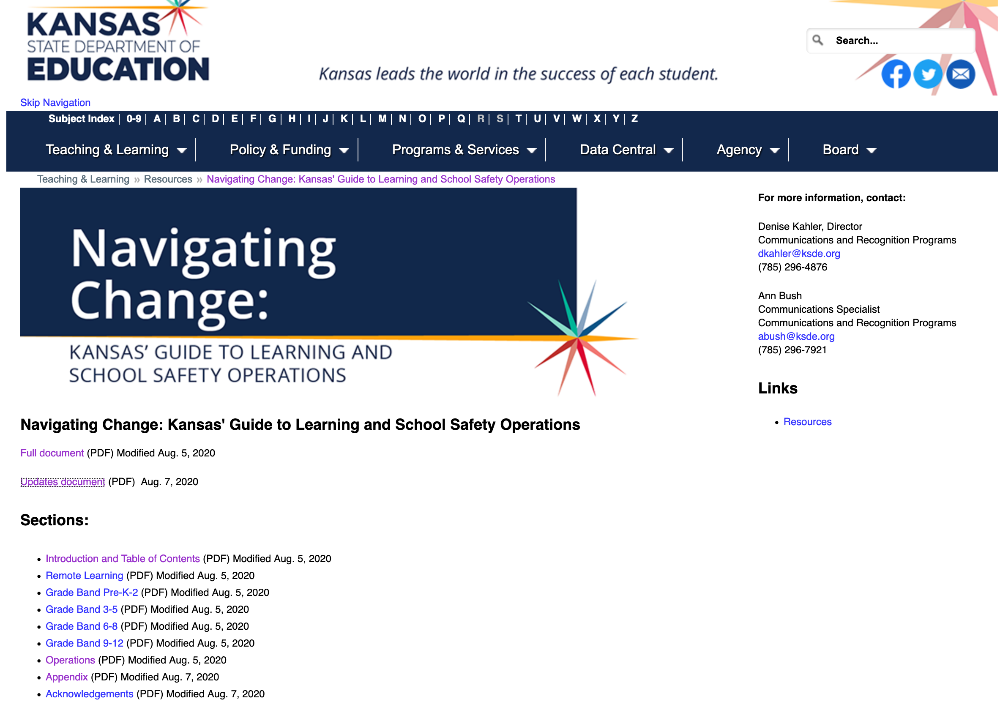 KANSAS
STATE DEPARTMENT OF
EDUCATION
Kansas leads the world in the success of each student.
Search...
Skip Navigation
Subject Index | 0-9 | A | B | C | D | E | F | G | H | I | J | K | L | M | N | O | P | Q | R | S | T | U | V | W | X | Y | Z
Teaching & Learning | Policy & Funding | Programs & Services | Data Central | Agency | Board
Teaching & Learning » Resources » Navigating Change: Kansas' Guide to Learning and School Safety Operations
Navigating
Change:
KANSAS' GUIDE TO LEARNING AND
SCHOOL SAFETY OPERATIONS
Navigating Change: Kansas' Guide to Learning and School Safety Operations
Full document (PDF) Modified Aug. 5, 2020
Updates document (PDF) Aug. 7, 2020
Sections:
• Introduction and Table of Contents (PDF) Modified Aug. 5, 2020
• Remote Learning (PDF) Modified Aug. 5, 2020
• Grade Band Pre-K-2 (PDF) Modified Aug. 5, 2020
• Grade Band 3-5 (PDF) Modified Aug. 5, 2020
• Grade Band 6-8 (PDF) Modified Aug. 5, 2020
• Grade Band 9-12 (PDF) Modified Aug. 5, 2020
• Operations (PDF) Modified Aug. 5, 2020
• Appendix (PDF) Modified Aug. 7, 2020
• Acknowledgements (PDF) Modified Aug. 7, 2020
For more information, contact:
Denise Kahler, Director
Communications and Recognition Programs
dkahler@ksde.org
(785) 296-4876
Ann Bush
Communications Specialist
Communications and Recognition Programs
abush@ksde.org
(785) 296-7921
Links
• Resources